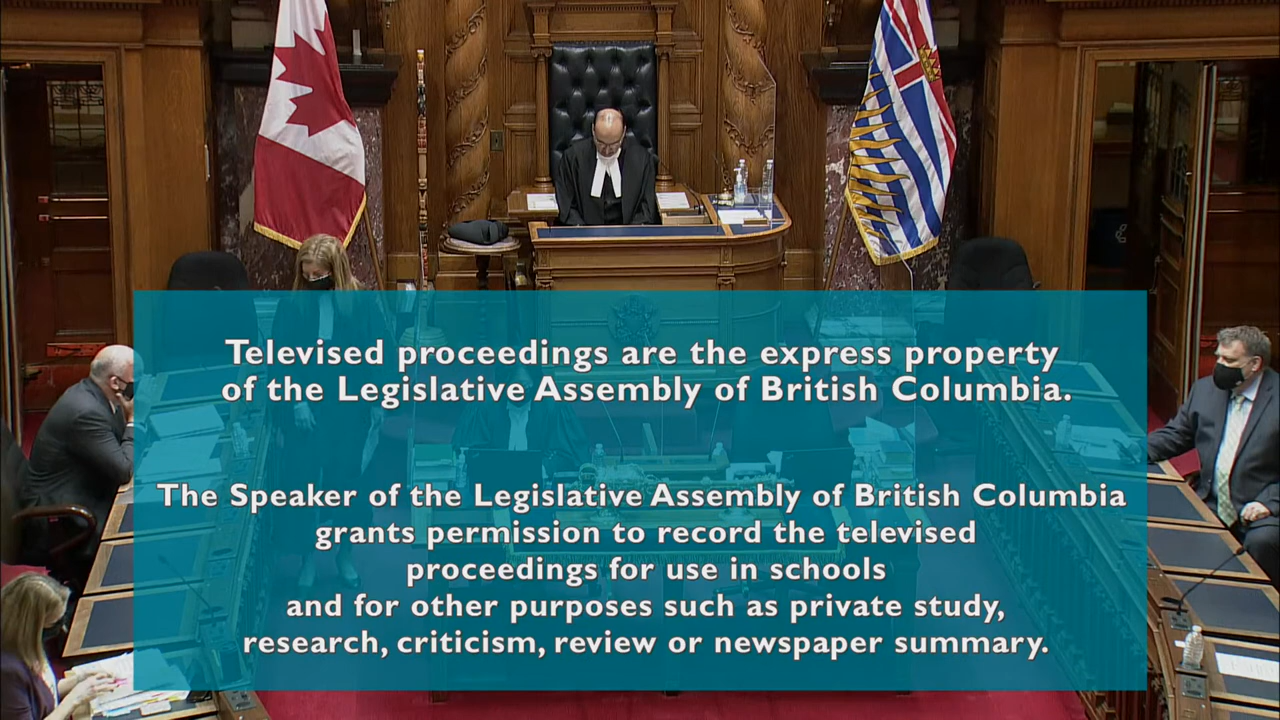 Televised proceedings are the express property
of the Legislative Assembly of British Columbia.
The Speaker of the Legislative Assembly of British Columbia
grants permission to record the televised
proceedings for use in schools
and for other purposes such as private study,
research, criticism, review or newspaper summary.